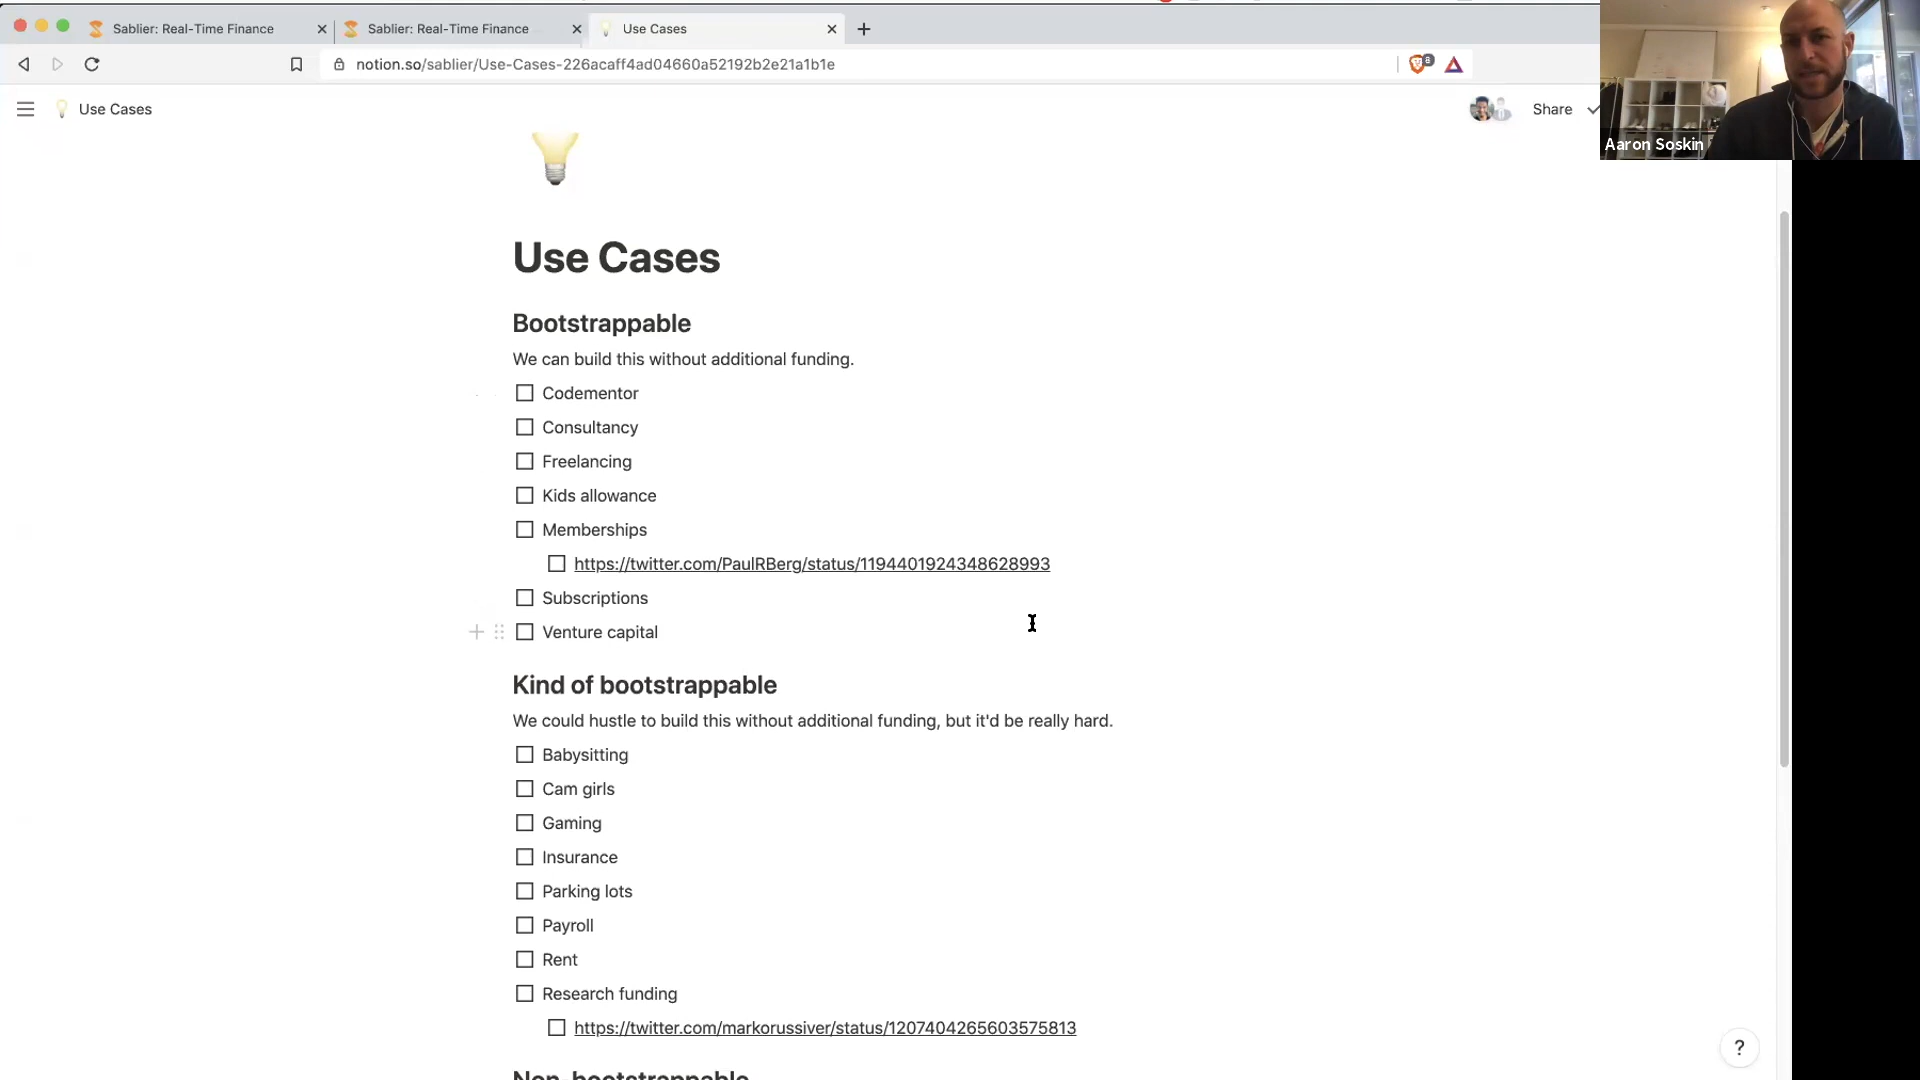 Sablier: Real-Time Finance
Sablier: Real-Time Finance
Use Cases
notion.so/sablier/Use-Cases-226acaff4ad04660a52192b2e21a1b1e
8
Use Cases
Share
Aaron Soskin
Use Cases
Bootstrappable
We can build this without additional funding.
Codementor
Consultancy
Freelancing
Kids allowance
Memberships
https://twitter.com/PaulRBerg/status/1194401924348628993
Subscriptions
Venture capital
Kind of bootstrappable
We could hustle to build this without additional funding, but it'd be really hard.
Babysitting
Cam girls
Gaming
Insurance
Parking lots
Payroll
Rent
Research funding
https://twitter.com/markorussiver/status/1207404265603575813
Non-bootstrappable
?